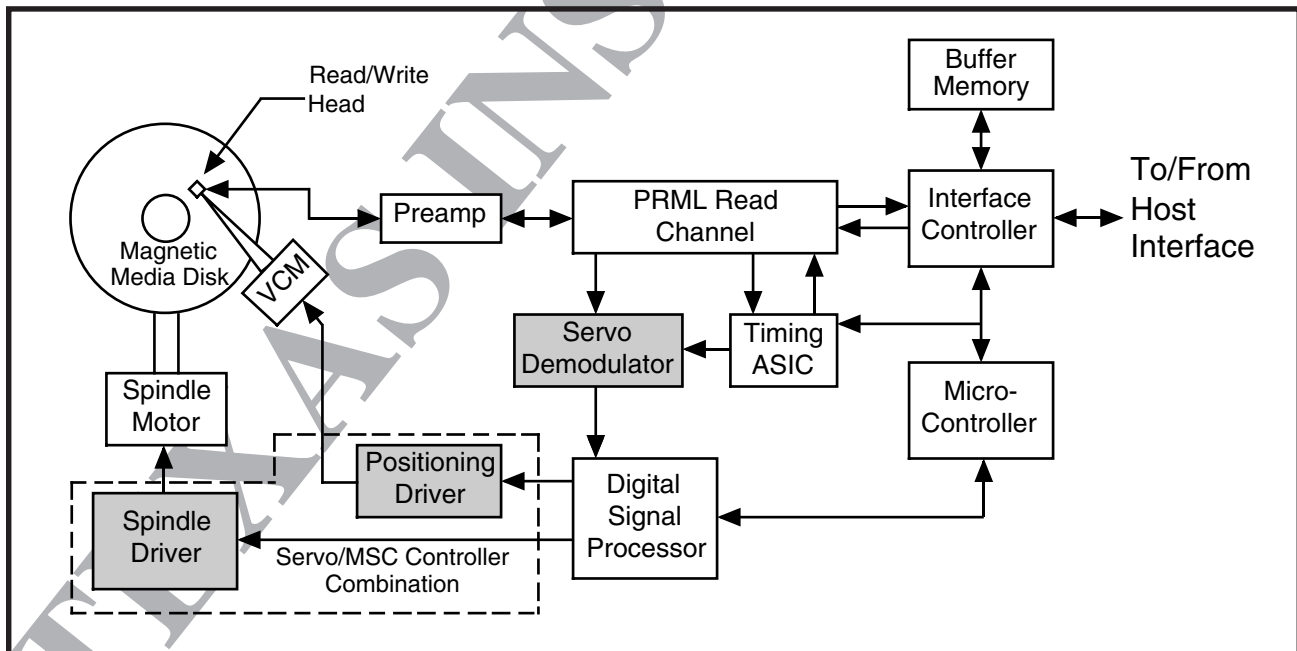 Read/Write
Head
Buffer
Memory
To/From
Host
Interface
Preamp
PRML Read
Channel
Interface
Controller
Magnetic
Media Disk
VCM
Servo
Demodulator
Timing
ASIC
Spindle
Motor
Micro-
Controller
Positioning
Driver
Digital
Signal
Processor
Spindle
Driver
Servo/MSC Controller
Combination
TEXAS INS